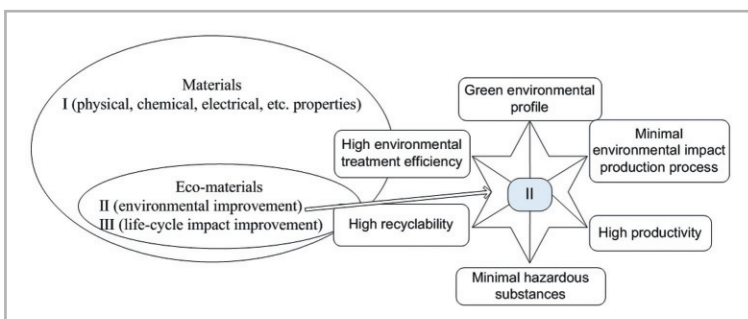 Materials
I (physical, chemical, electrical, etc. properties)
Eco-materials
II (environmental improvement)
III (life-cycle impact improvement)
Green environmental
profile
High environmental
treatment efficiency
Minimal
environmental impact
production process
II
High recyclability
High productivity
Minimal hazardous
substances